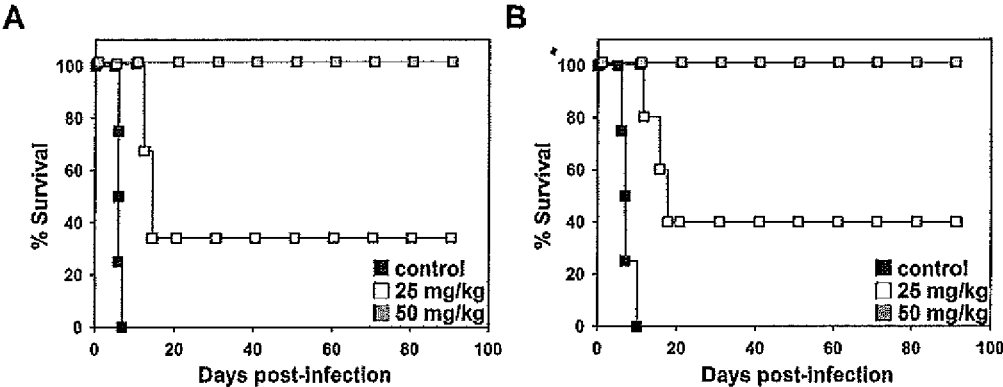 A
% Survival
100
80
60
40
20
0
0 20 40 60 80 100
Days post-infection
control
25 mg/kg
50 mg/kg
B
% Survival
100
80
60
40
20
0
0 20 40 60 80 100
Days post-infection
control
25 mg/kg
50 mg/kg